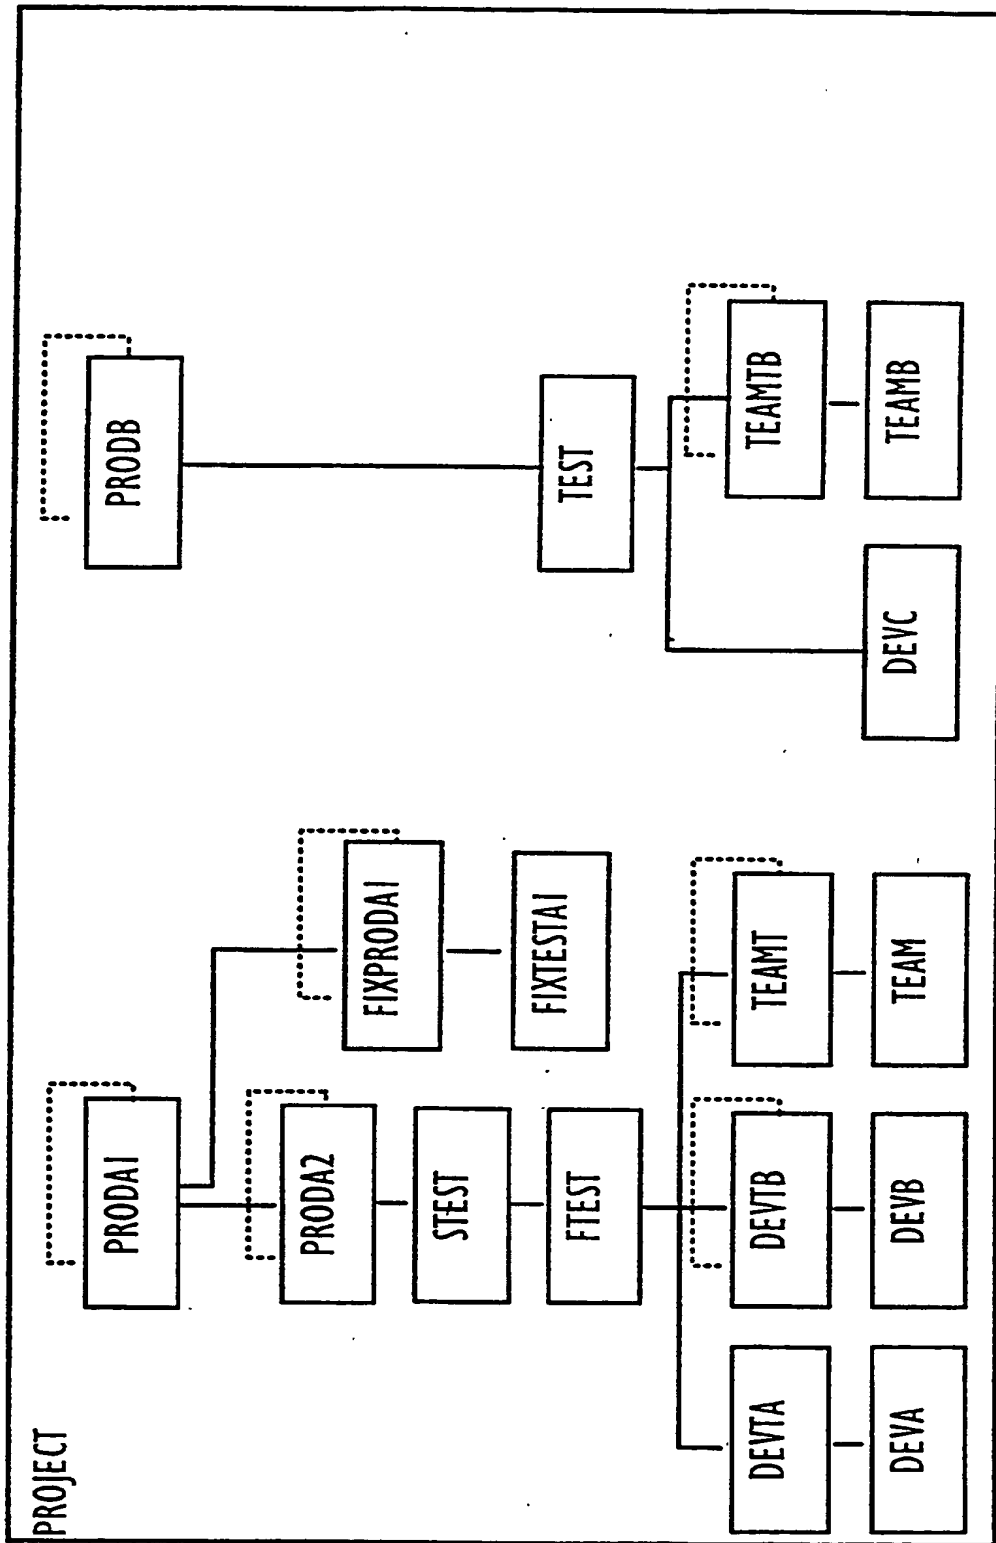 PROJECT
PRODA1
PRODB
PRODA2
FIXPRODA1
STEST
FIXTESTA1
FTEST
TEST
DEVTA
DEVTB
TEAMT
TEAMTB
DEVA
DEVB
TEAM
DEVC
TEAMB